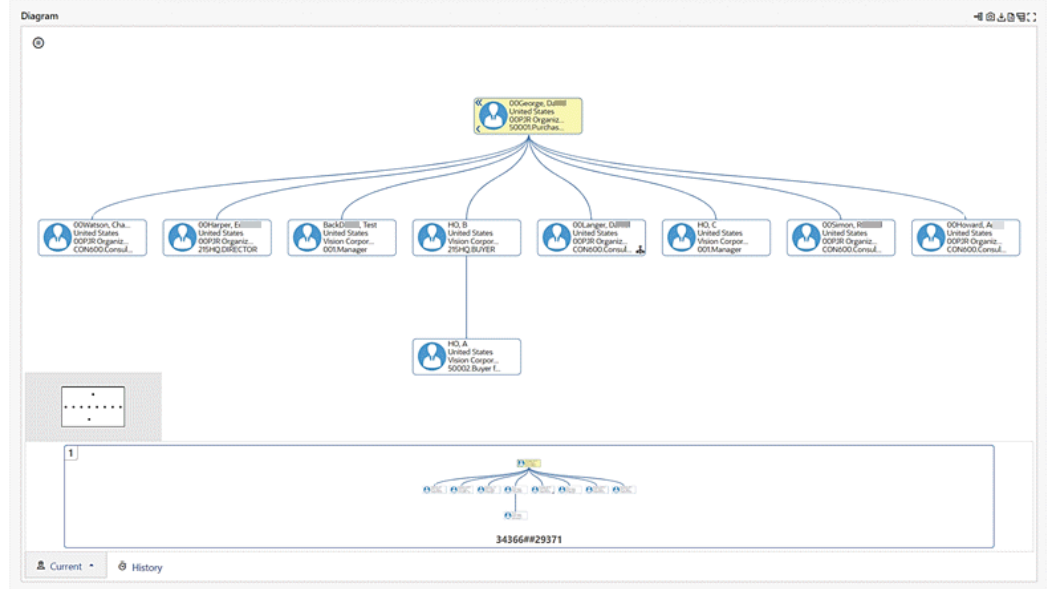 Diagram
00George, D
United States
00PJR Organiz...
50001.Purchas...
00Watson, Cha...
United States
00PJR Organiz...
CON600.Consul...
00Harper, E
United States
00PJR Organiz...
215HQ.DIRECTOR
BackD, Test
United States
Vision Corpor...
001.Manager
HO, B
United States
Vision Corpor...
215HQ.BUYER
00Langer, D
United States
00PJR Organiz...
CON600.Consul...
HO, C
United States
Vision Corpor...
001.Manager
00Simon, R
United States
00PJR Organiz...
CON600.Consul...
00Howard, A
United States
00PJR Organiz...
CON600.Consul...
HO, A
United States
Vision Corpor...
50002.Buyer f...
1
34366##29371
Current
History